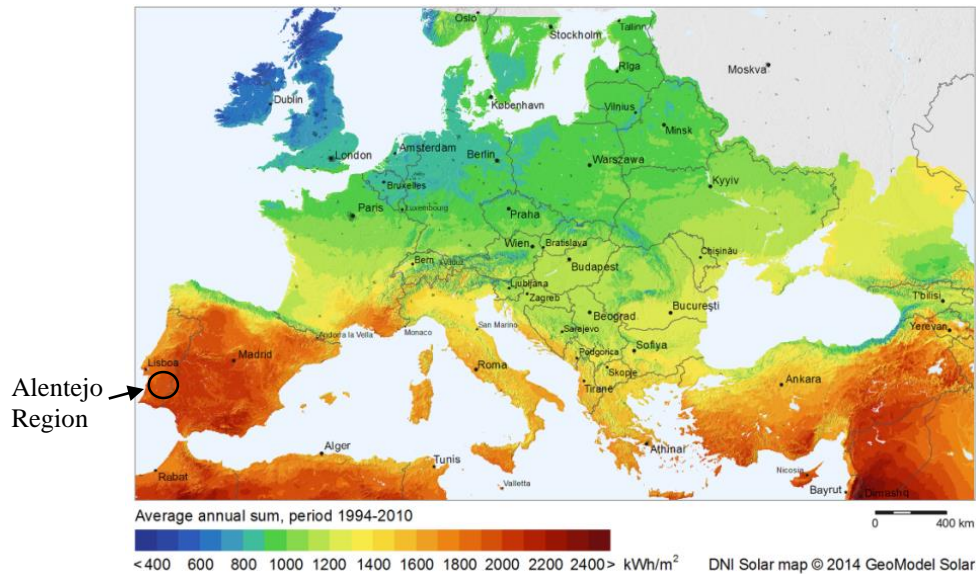 Oslo
Stockholm
Tallinn
Rīga
Moskva
Dublin
København
Vilnius
Minsk
London
Amsterdam
Berlin
Warszawa
Bruxelles
Kyyiv
Paris
Luxembourg
Praha
Wien
Bratislava
Chişinău
Bern
Vaduz
Budapest
Ljubljana
Zagreb
Beograd
Bucureşti
T'bilisi
Monaco
San Marino
Sarajevo
Yerevan
Andorra la Vella
Podgorica
Sofiya
Lisboa
Madrid
Roma
Skopje
Tiranë
Ankara
Alentejo
Region
Alger
Tunis
Athínai
Rabat
Valletta
Nicosia
Bayrut
Dimashq
Average annual sum, period 1994-2010
0 400 km
<400 600 800 1000 1200 1400 1600 1800 2000 2200 2400> kWh/m²
DNI Solar map © 2014 GeoModel Solar